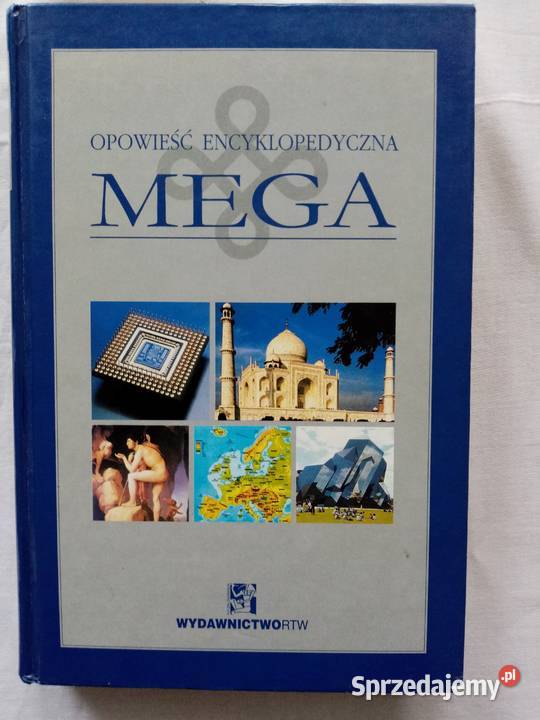 OPOWIEŚĆ ENCYKLOPEDYCZNA
MEGA
WYDAWNICTWORTW
Sprzedajemy.pl